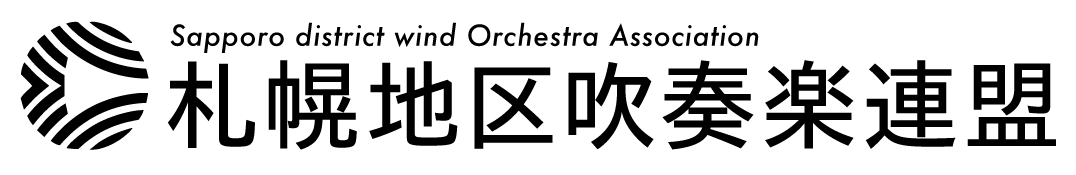 Sapporo district wind Orchestra Association
札幌地区吹奏楽連盟